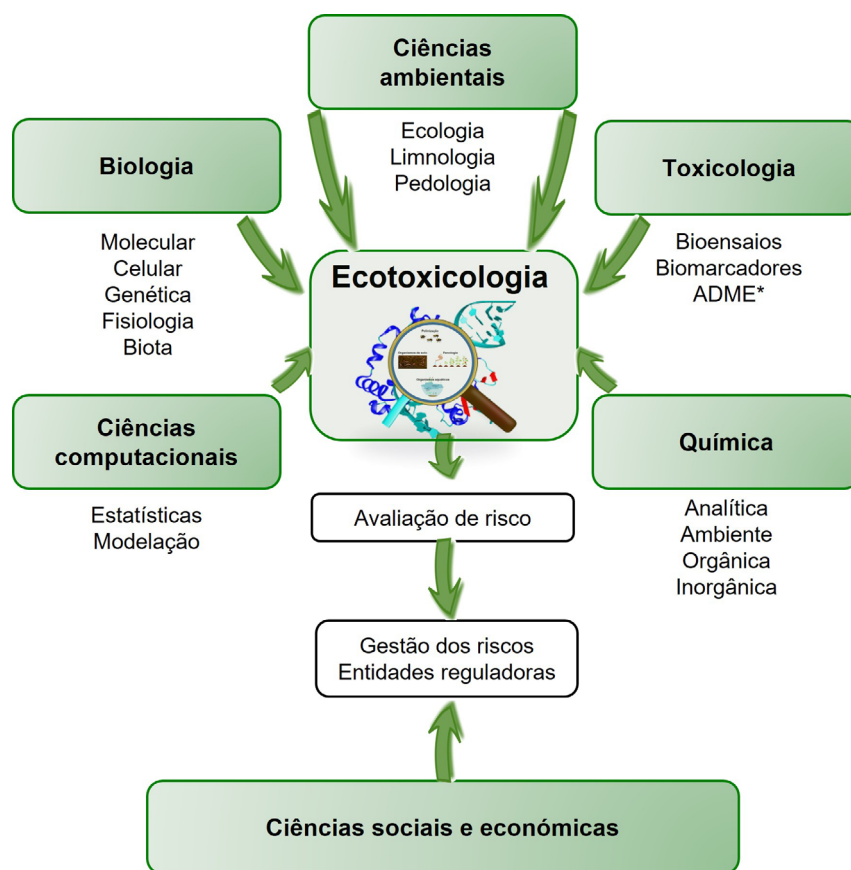 Ciências
ambientais
Ecologia
Limnologia
Pedologia
Biologia
Molecular
Celular
Genética
Fisiologia
Biota
Toxicologia
Bioensaios
Biomarcadores
ADME*
Ecotoxicologia
Ciências
computacionais
Estatísticas
Modelação
Química
Analítica
Ambiente
Orgânica
Inorgânica
Avaliação de risco
Gestão dos riscos
Entidades reguladoras
Ciências sociais e económicas